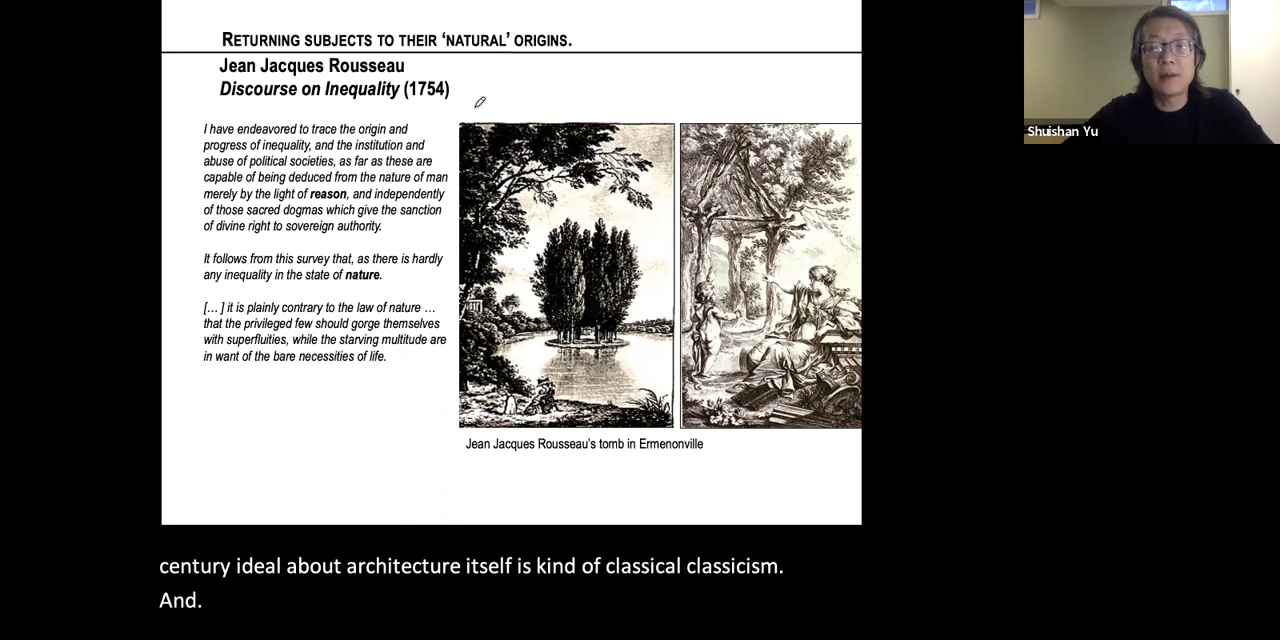 RETURNING SUBJECTS TO THEIR ‘NATURAL’ ORIGINS.
Jean Jacques Rousseau
Discourse on Inequality (1754)
I have endeavored to trace the origin and
progress of inequality, and the institution and
abuse of political societies, as far as these are
capable of being deduced from the nature of man
merely by the light of reason, and independently
of those sacred dogmas which give the sanction
of divine right to sovereign authority.
It follows from this survey that, as there is hardly
any inequality in the state of nature.
[… ] it is plainly contrary to the law of nature …
that the privileged few should gorge themselves
with superfluities, while the starving multitude are
in want of the bare necessities of life.
Jean Jacques Rousseau’s tomb in Ermenonville
Shuishan Yu
century ideal about architecture itself is kind of classical classicism.
And.